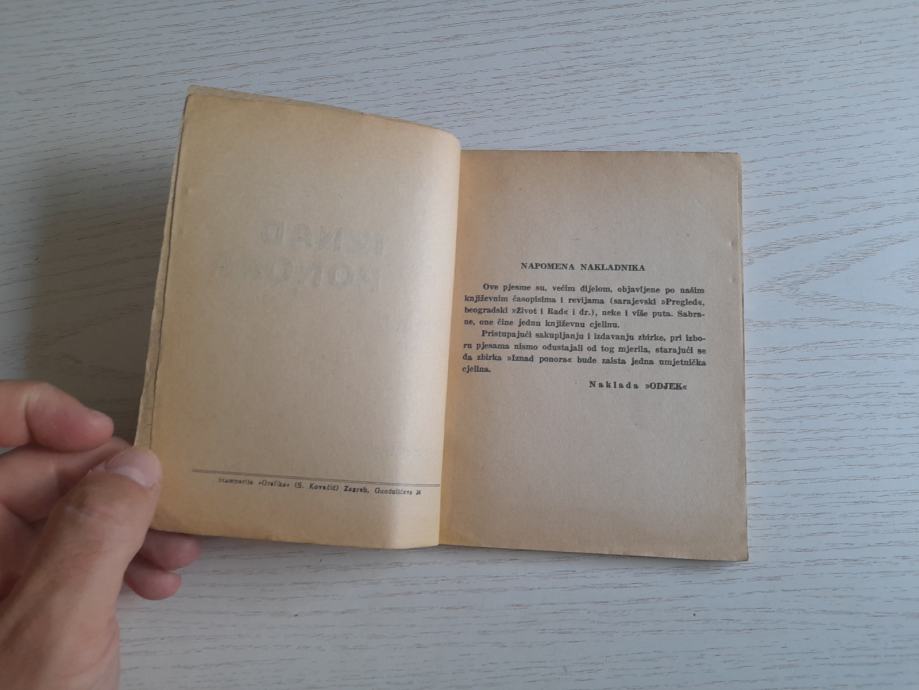 Štamparija »Grafika« (S. Kovačić) Zagreb, Gundulićeva 24
NAPOMENA NAKLADNIKA
Ove pjesme su, većim dijelom, objavljene po našim
književnim časopisima i revijama (sarajevski »Pregled«,
beogradski »Život i Rad« i dr.), neke i više puta. Sabra-
ne, one čine jednu književnu cjelinu.
Pristupajući sakupljanju i izdavanju zbirke, pri izbo-
ru pjesama nismo odustajali od tog mjerila, starajući se
da zbirka »Iznad ponora« bude zaista jedna umjetnička
cjelina.
Naklada »ODJEK«